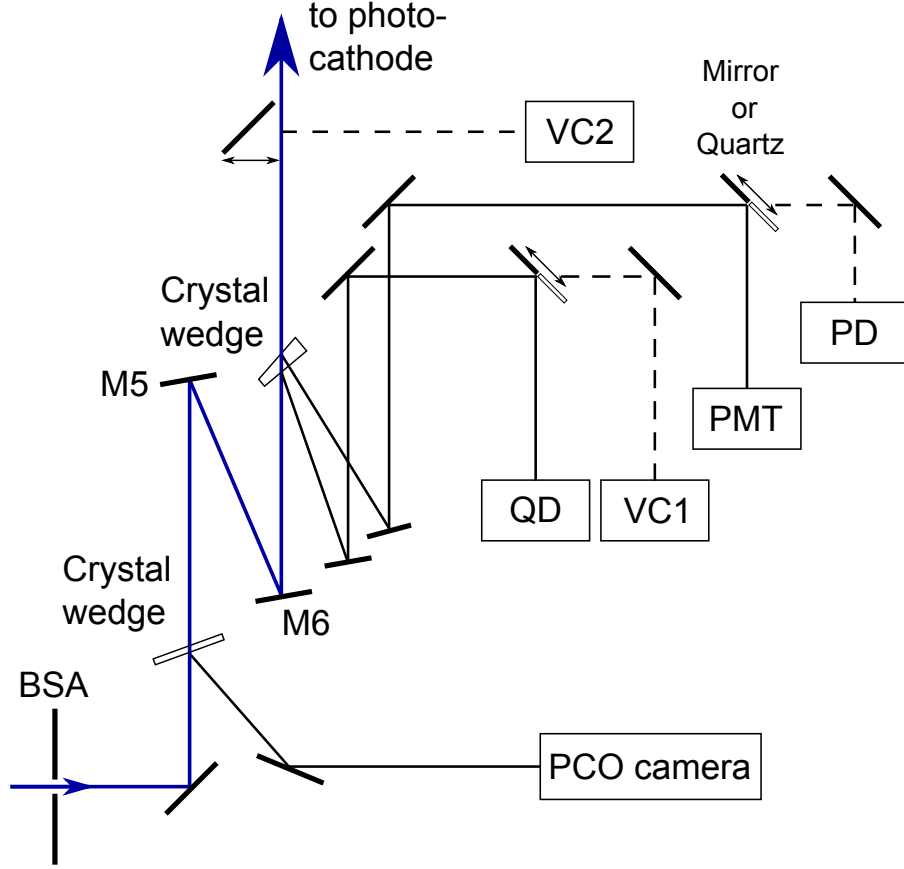 to photo-
cathode
Mirror
or
Quartz
VC2
Crystal
wedge
M5
PD
PMT
QD
VC1
Crystal
wedge
M6
BSA
PCO camera